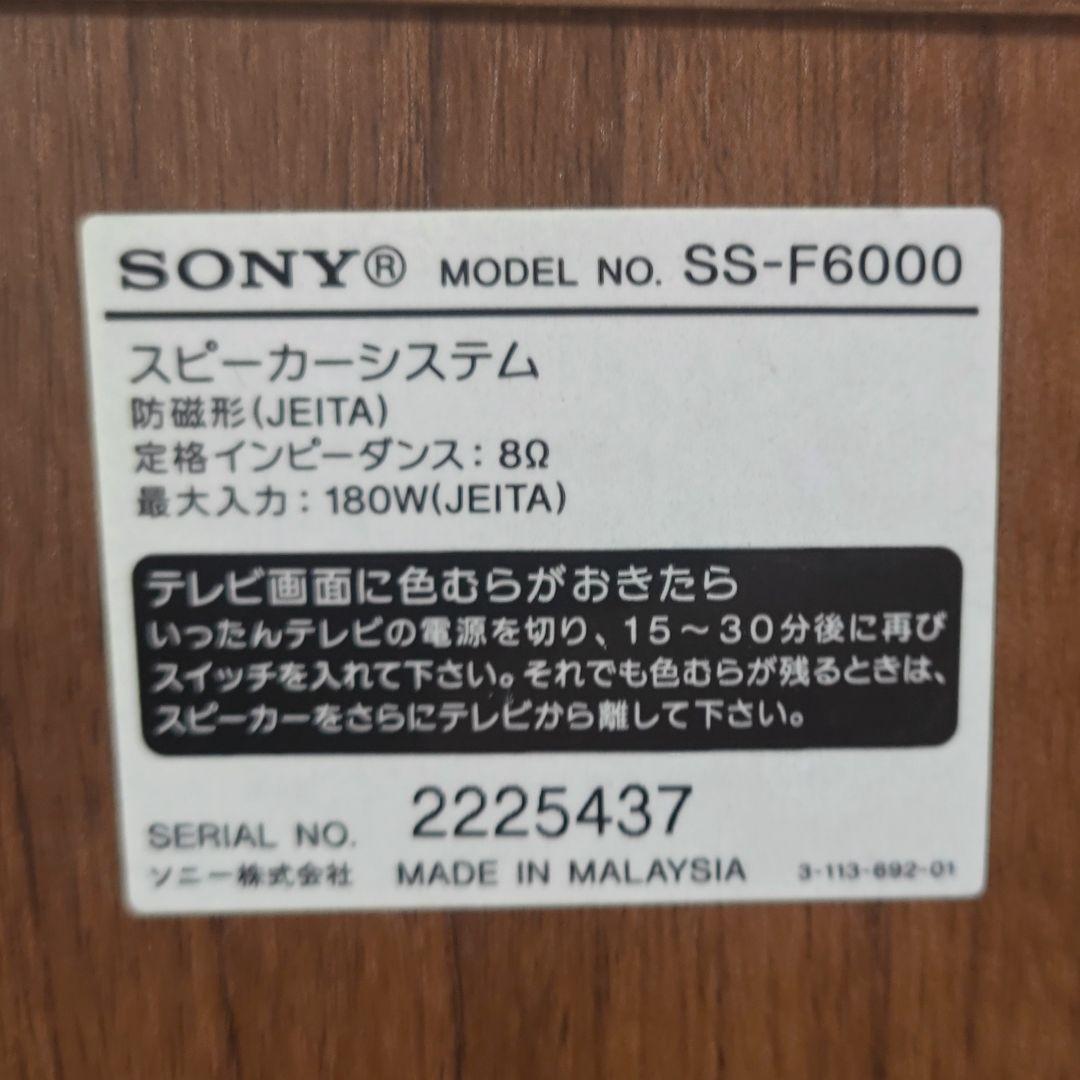 SONY® MODEL NO. SS-F6000
スピーカーシステム
防磁形(JEITA)
定格インピーダンス：8Ω
最大入力：180W(JEITA)
テレビ画面に色むらがおきたら
いったんテレビの電源を切り、15～30分後に再び
スイッチを入れて下さい。それでも色むらが残るときは、
スピーカーをさらにテレビから離して下さい。
SERIAL NO. 2225437
ソニー株式会社 MADE IN MALAYSIA 3-113-692-01